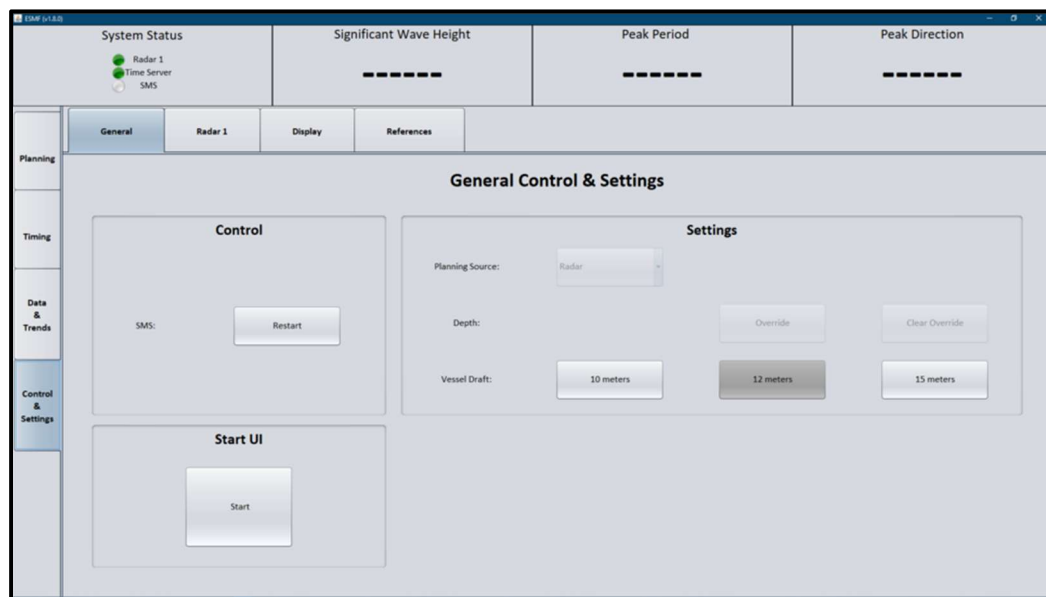 ESMF (v1.8.0)
System Status
Radar 1
Time Server
SMS
Significant Wave Height
------
Peak Period
------
Peak Direction
------
Planning
Timing
Data
&
Trends
Control
&
Settings
General
Radar 1
Display
References
General Control & Settings
Control
SMS:
Restart
Settings
Planning Source:
Radar
Depth:
Override
Clear Override
Vessel Draft:
10 meters
12 meters
15 meters
Start UI
Start